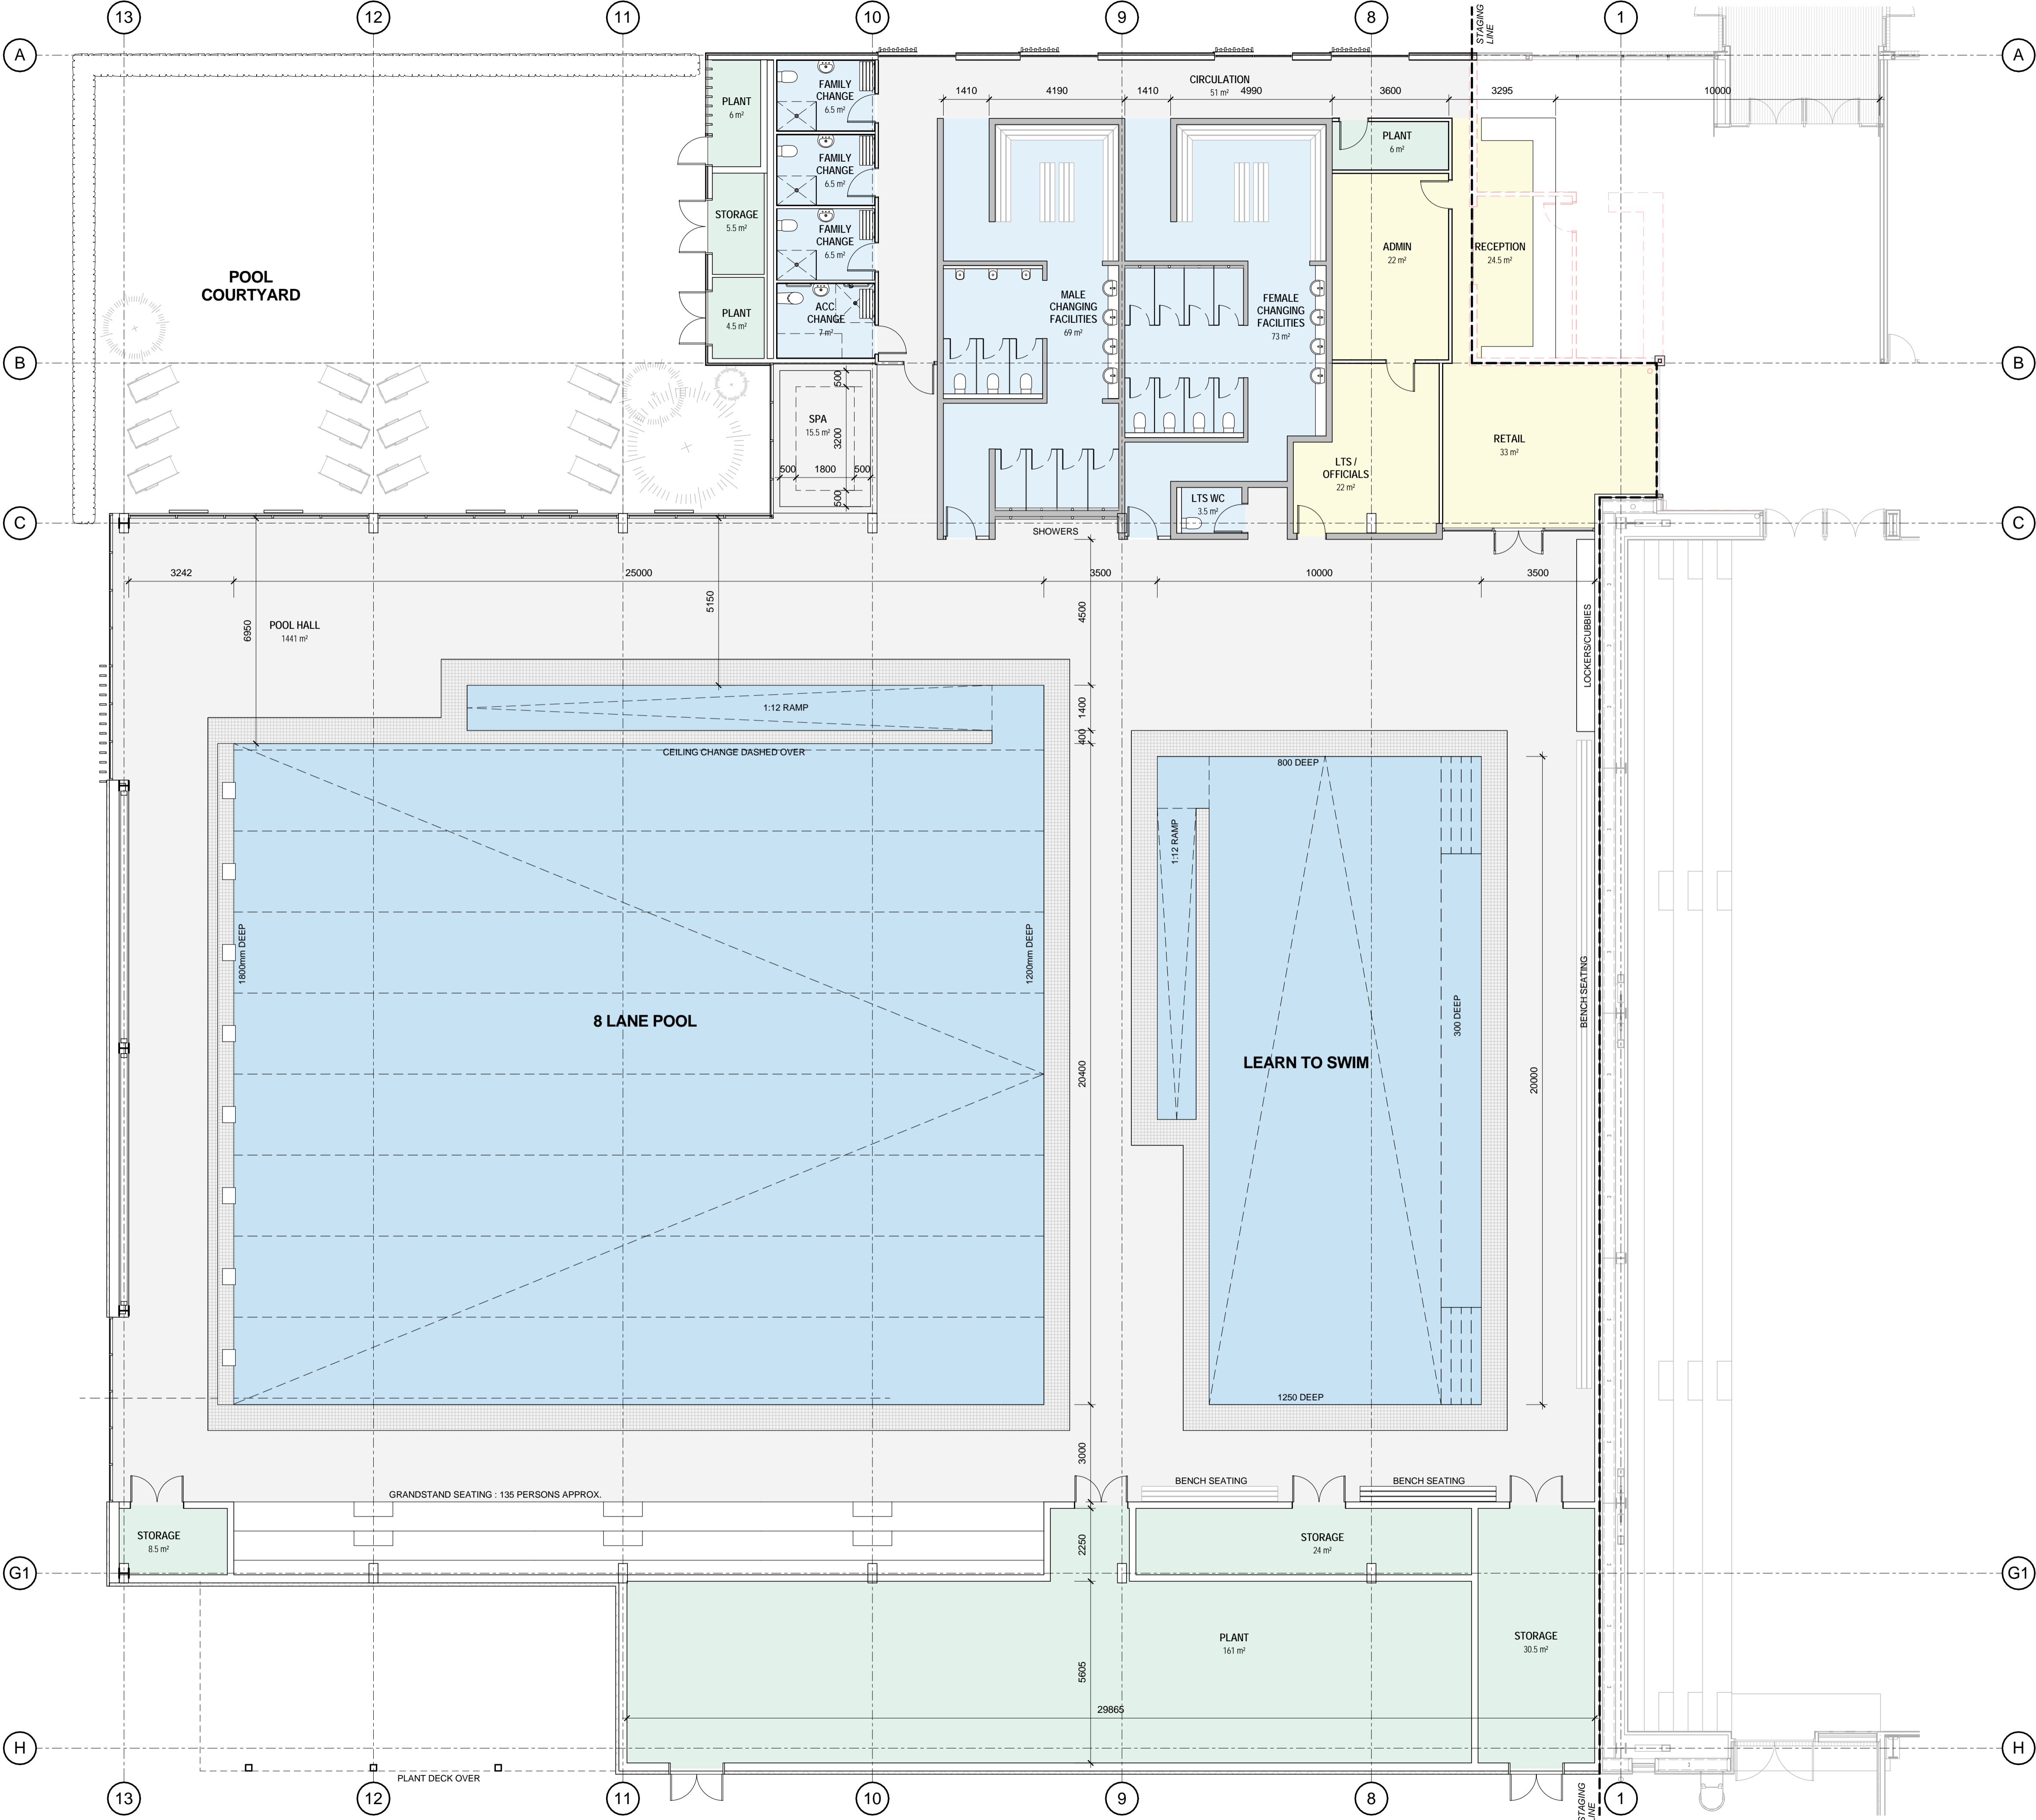 13
12
11
10
9
8
1
STAGING
LINE
A
A
CIRCULATION
51 m²
1410
4190
1410
4990
3600
3295
10000
PLANT
6 m²
FAMILY
CHANGE
6.5 m²
PLANT
6 m²
FAMILY
CHANGE
6.5 m²
STORAGE
5.5 m²
FAMILY
CHANGE
6.5 m²
ADMIN
22 m²
RECEPTION
24.5 m²
POOL
COURTYARD
PLANT
4.5 m²
ACC.
CHANGE
7 m²
MALE
CHANGING
FACILITIES
69 m²
FEMALE
CHANGING
FACILITIES
73 m²
B
B
500
SPA
15.5 m²
3200
500
1800
500
500
RETAIL
33 m²
LTS /
OFFICIALS
22 m²
LTS WC
3.5 m²
C
C
SHOWERS
3242
25000
3500
10000
3500
6950
5150
4500
LOCKERS/CUBBIES
POOL HALL
1441 m²
1:12 RAMP
1400
400
CEILING CHANGE DASHED OVER
800 DEEP
1:12 RAMP
1800mm DEEP
1200mm DEEP
8 LANE POOL
300 DEEP
BENCH SEATING
LEARN TO SWIM
20400
20000
1250 DEEP
3000
BENCH SEATING
BENCH SEATING
GRANDSTAND SEATING : 135 PERSONS APPROX.
STORAGE
8.5 m²
2250
STORAGE
24 m²
G1
G1
PLANT
161 m²
STORAGE
30.5 m²
5605
29865
H
H
PLANT DECK OVER
STAGING
LINE
13
12
11
10
9
8
1